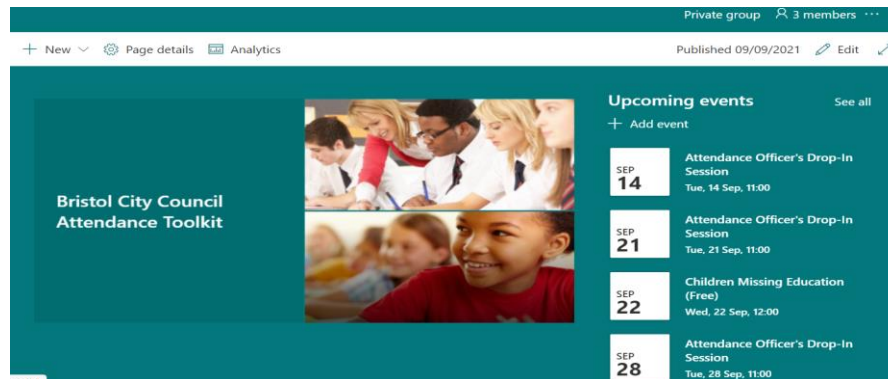 Private group 3 members ...
+ New Page details Analytics
Published 09/09/2021 Edit
Bristol City Council
Attendance Toolkit
Upcoming events See all
+ Add event
SEP
14
Attendance Officer's Drop-In
Session
Tue, 14 Sep, 11:00
SEP
21
Attendance Officer's Drop-In
Session
Tue, 21 Sep, 11:00
SEP
22
Children Missing Education
(Free)
Wed, 22 Sep, 12:00
SEP
28
Attendance Officer's Drop-In
Session
Tue, 28 Sep, 11:00